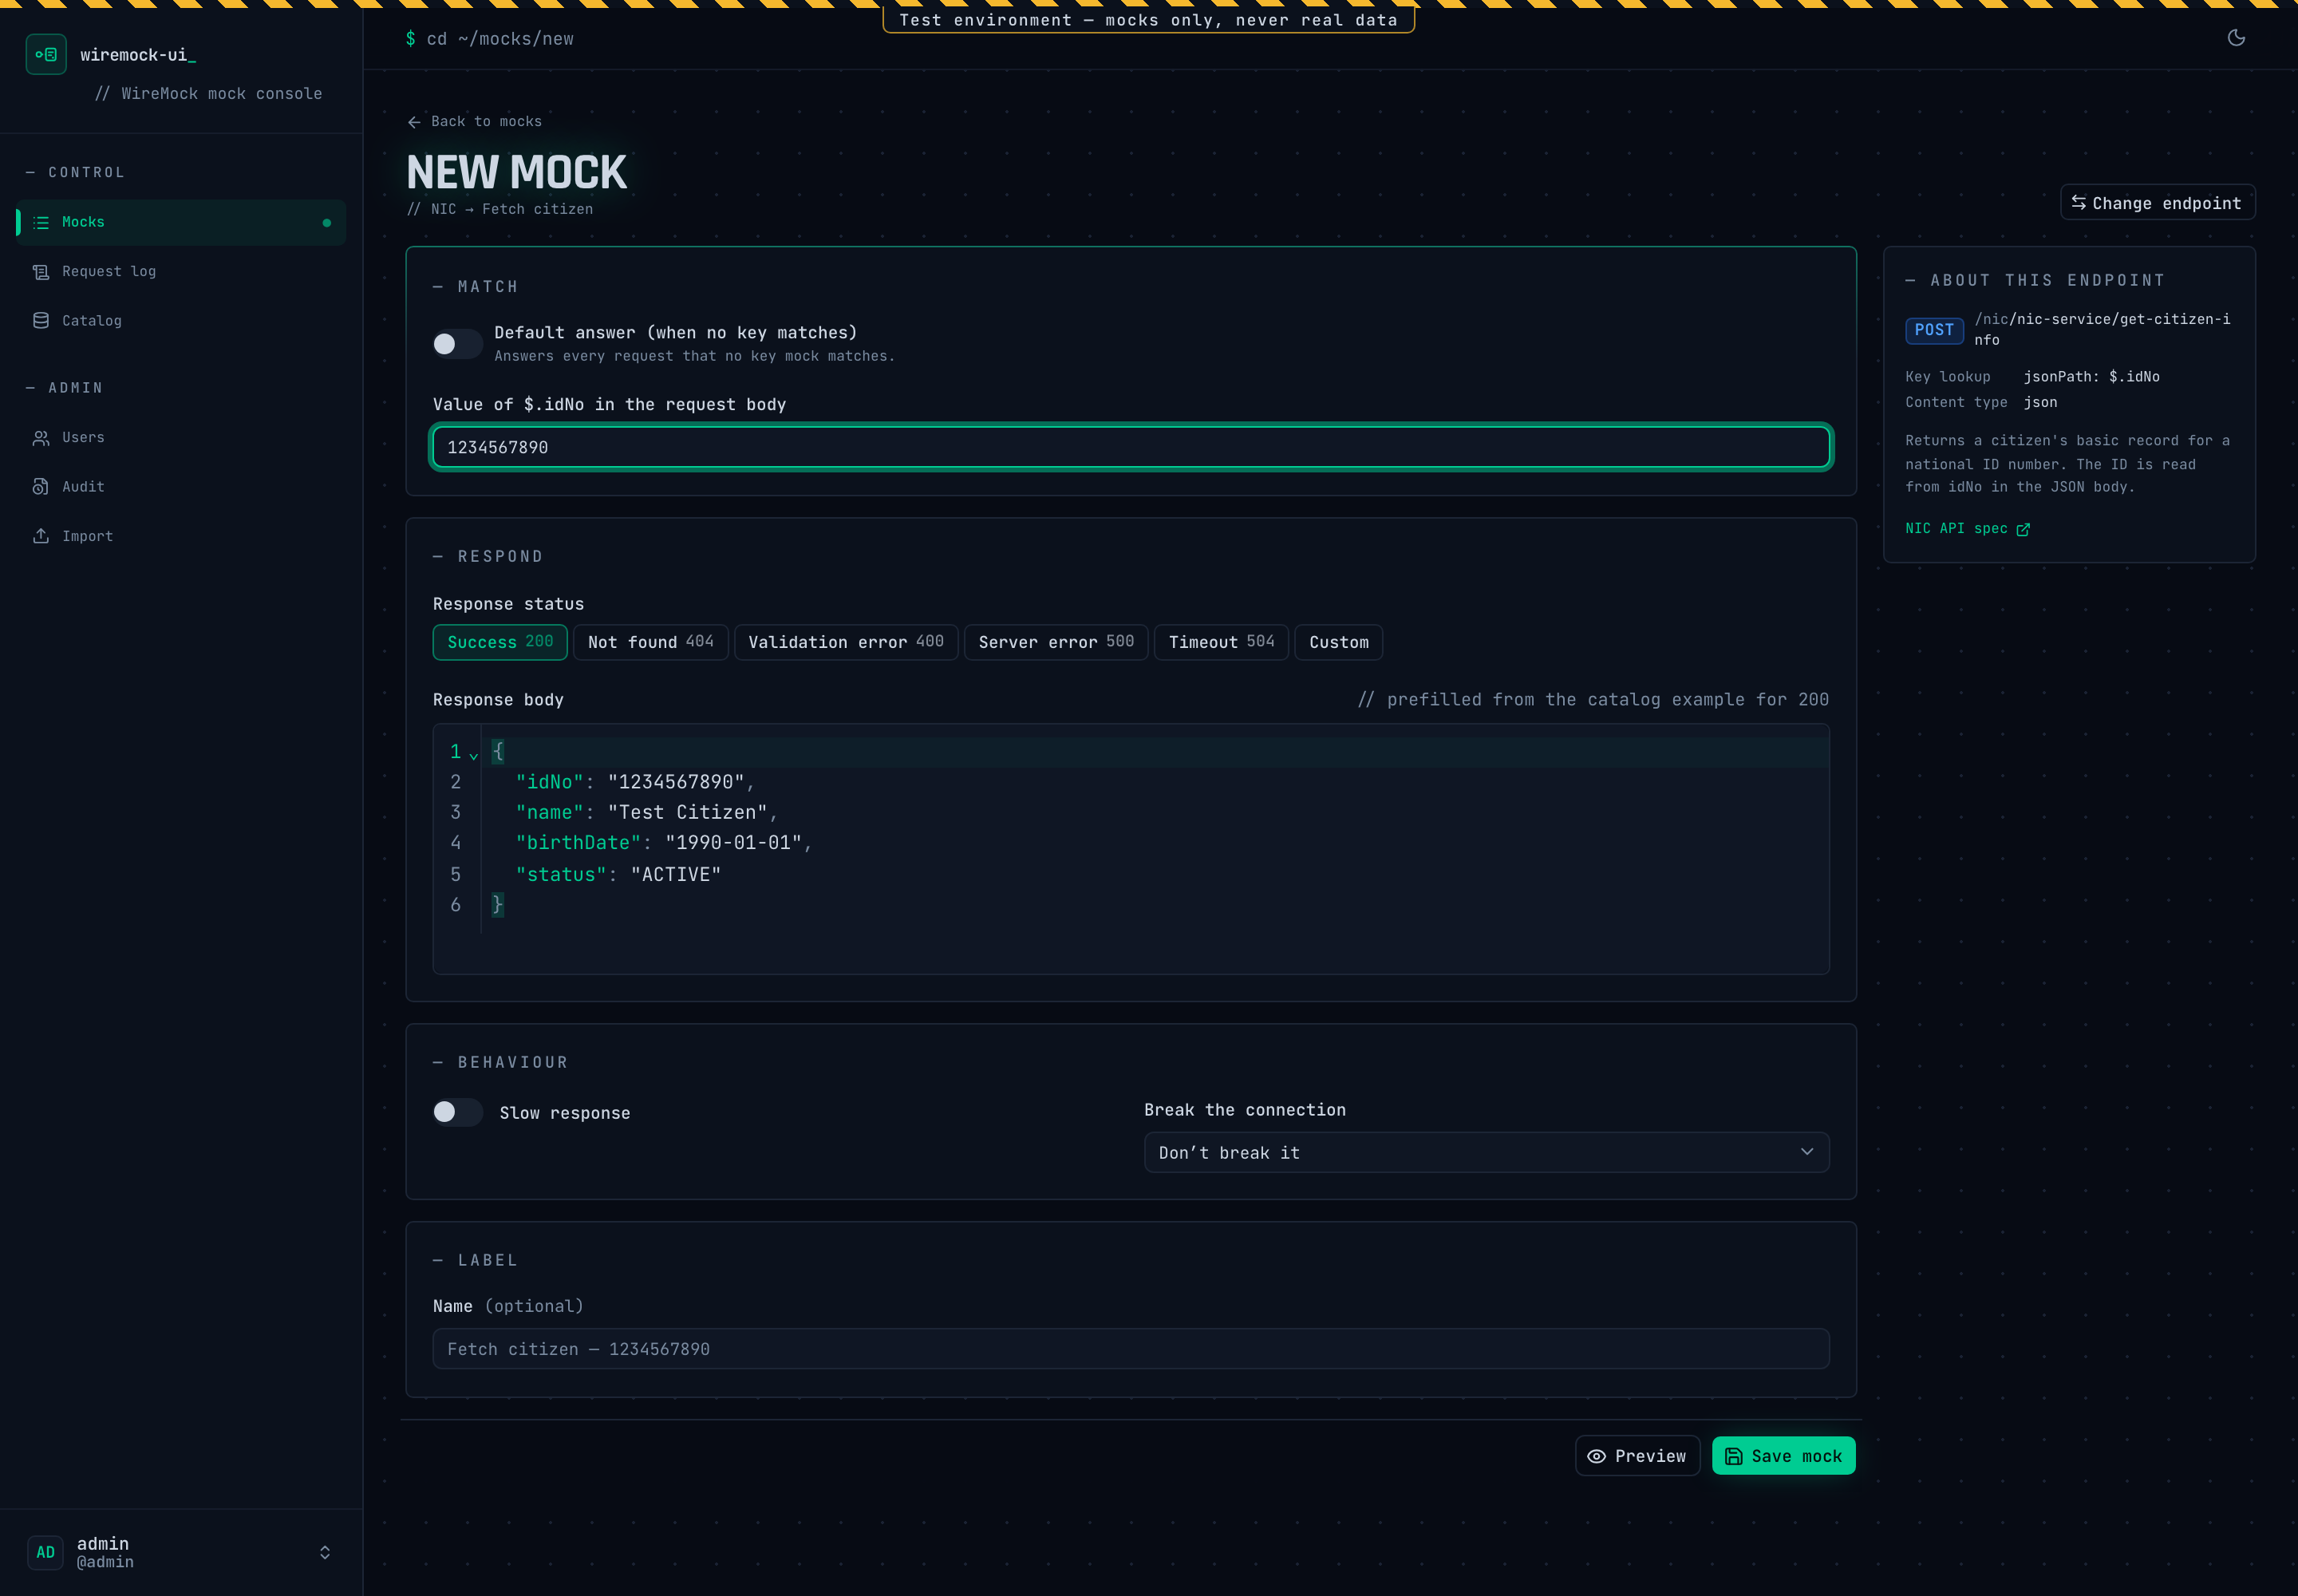 Test environment — mocks only, never real data
wiremock-ui_
// WireMock mock console
$ cd ~/mocks/new
— CONTROL
Mocks
Request log
Catalog
— ADMIN
Users
Audit
Import
AD
admin
@admin
Back to mocks
NEW MOCK
// NIC → Fetch citizen
Change endpoint
— MATCH
Default answer (when no key matches)
Answers every request that no key mock matches.
Value of $.idNo in the request body
1234567890
— RESPOND
Response status
Success 200 Not found 404 Validation error 400 Server error 500 Timeout 504 Custom
Response body // prefilled from the catalog example for 200
1 {
2 "idNo": "1234567890",
3 "name": "Test Citizen",
4 "birthDate": "1990-01-01",
5 "status": "ACTIVE"
6 }
— BEHAVIOUR
Slow response
Break the connection
Don’t break it
— LABEL
Name (optional)
Fetch citizen — 1234567890
Preview Save mock
— ABOUT THIS ENDPOINT
POST /nic/nic-service/get-citizen-i
nfo
Key lookup jsonPath: $.idNo
Content type json
Returns a citizen's basic record for a
national ID number. The ID is read
from idNo in the JSON body.
NIC API spec